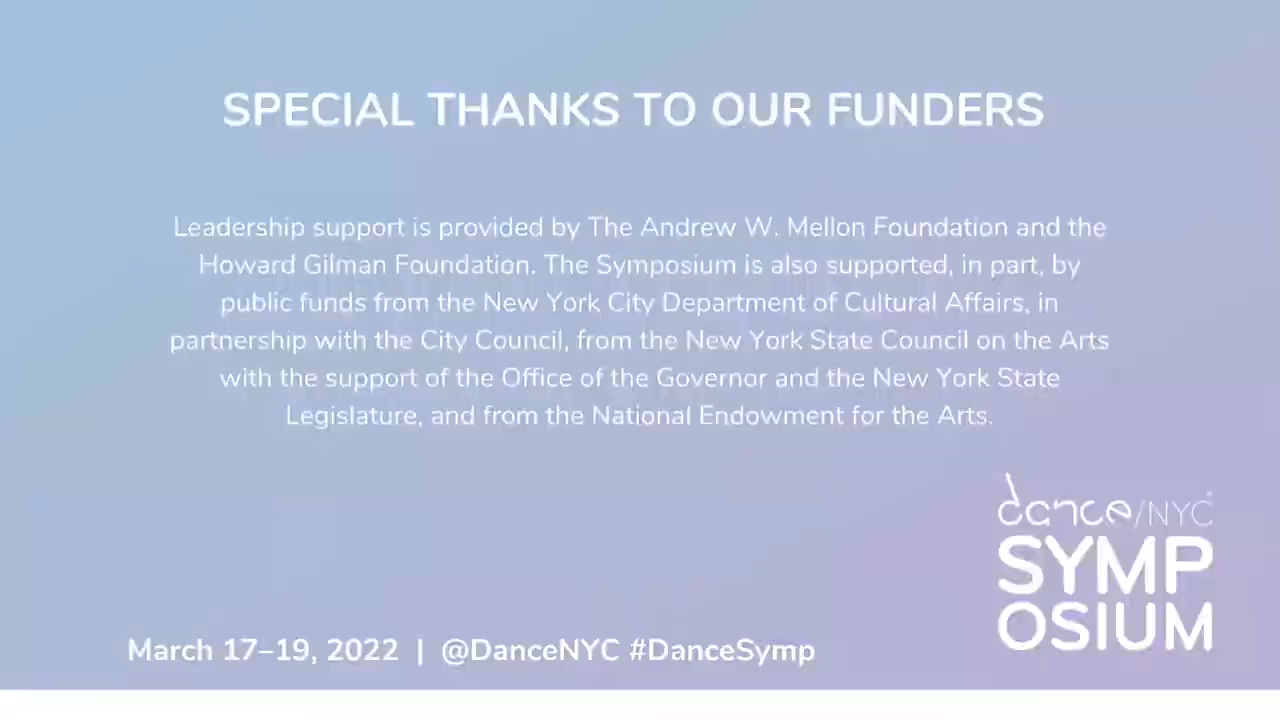 SPECIAL THANKS TO OUR FUNDERS
Leadership support is provided by The Andrew W. Mellon Foundation and the
Howard Gilman Foundation. The Symposium is also supported, in part, by
public funds from the New York City Department of Cultural Affairs, in
partnership with the City Council, from the New York State Council on the Arts
with the support of the Office of the Governor and the New York State
Legislature, and from the National Endowment for the Arts.
dance/NYC
SYMP
OSIUM
March 17–19, 2022 | @DanceNYC #DanceSymp